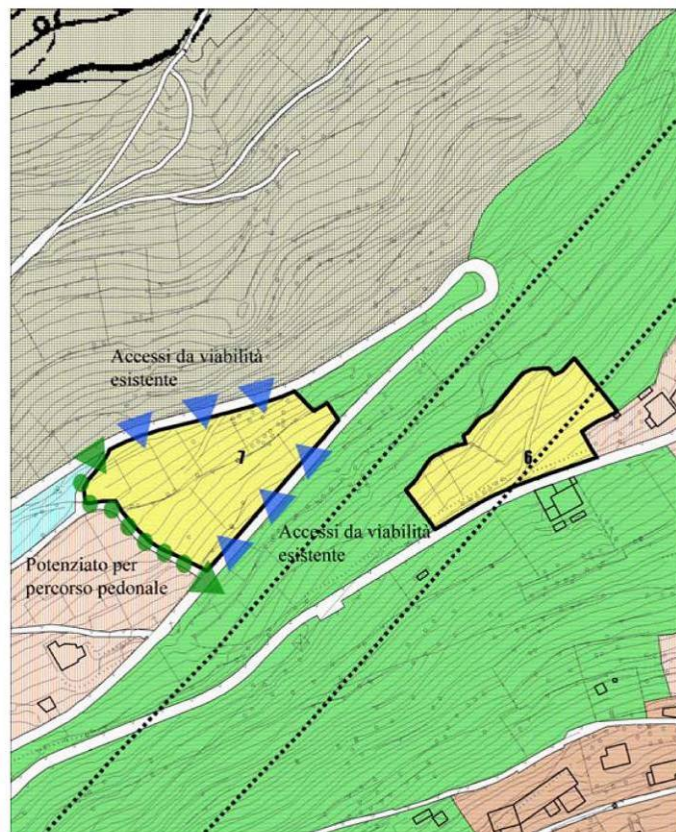 Accessi da viabilità
esistente
7
6
Accessi da viabilità
esistente
Potenziato per
percorso pedonale